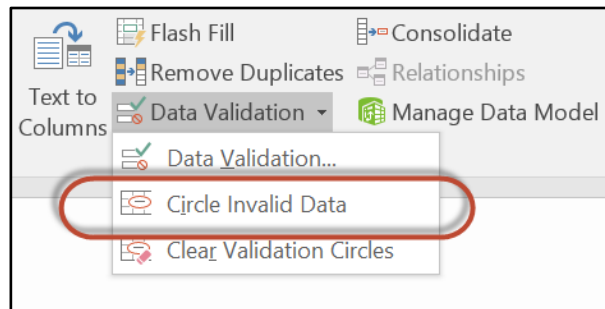 Flash Fill
Consolidate
Remove Duplicates
Relationships
Text to
Columns
Data Validation
Manage Data Model
Data Validation...
Circle Invalid Data
Clear Validation Circles